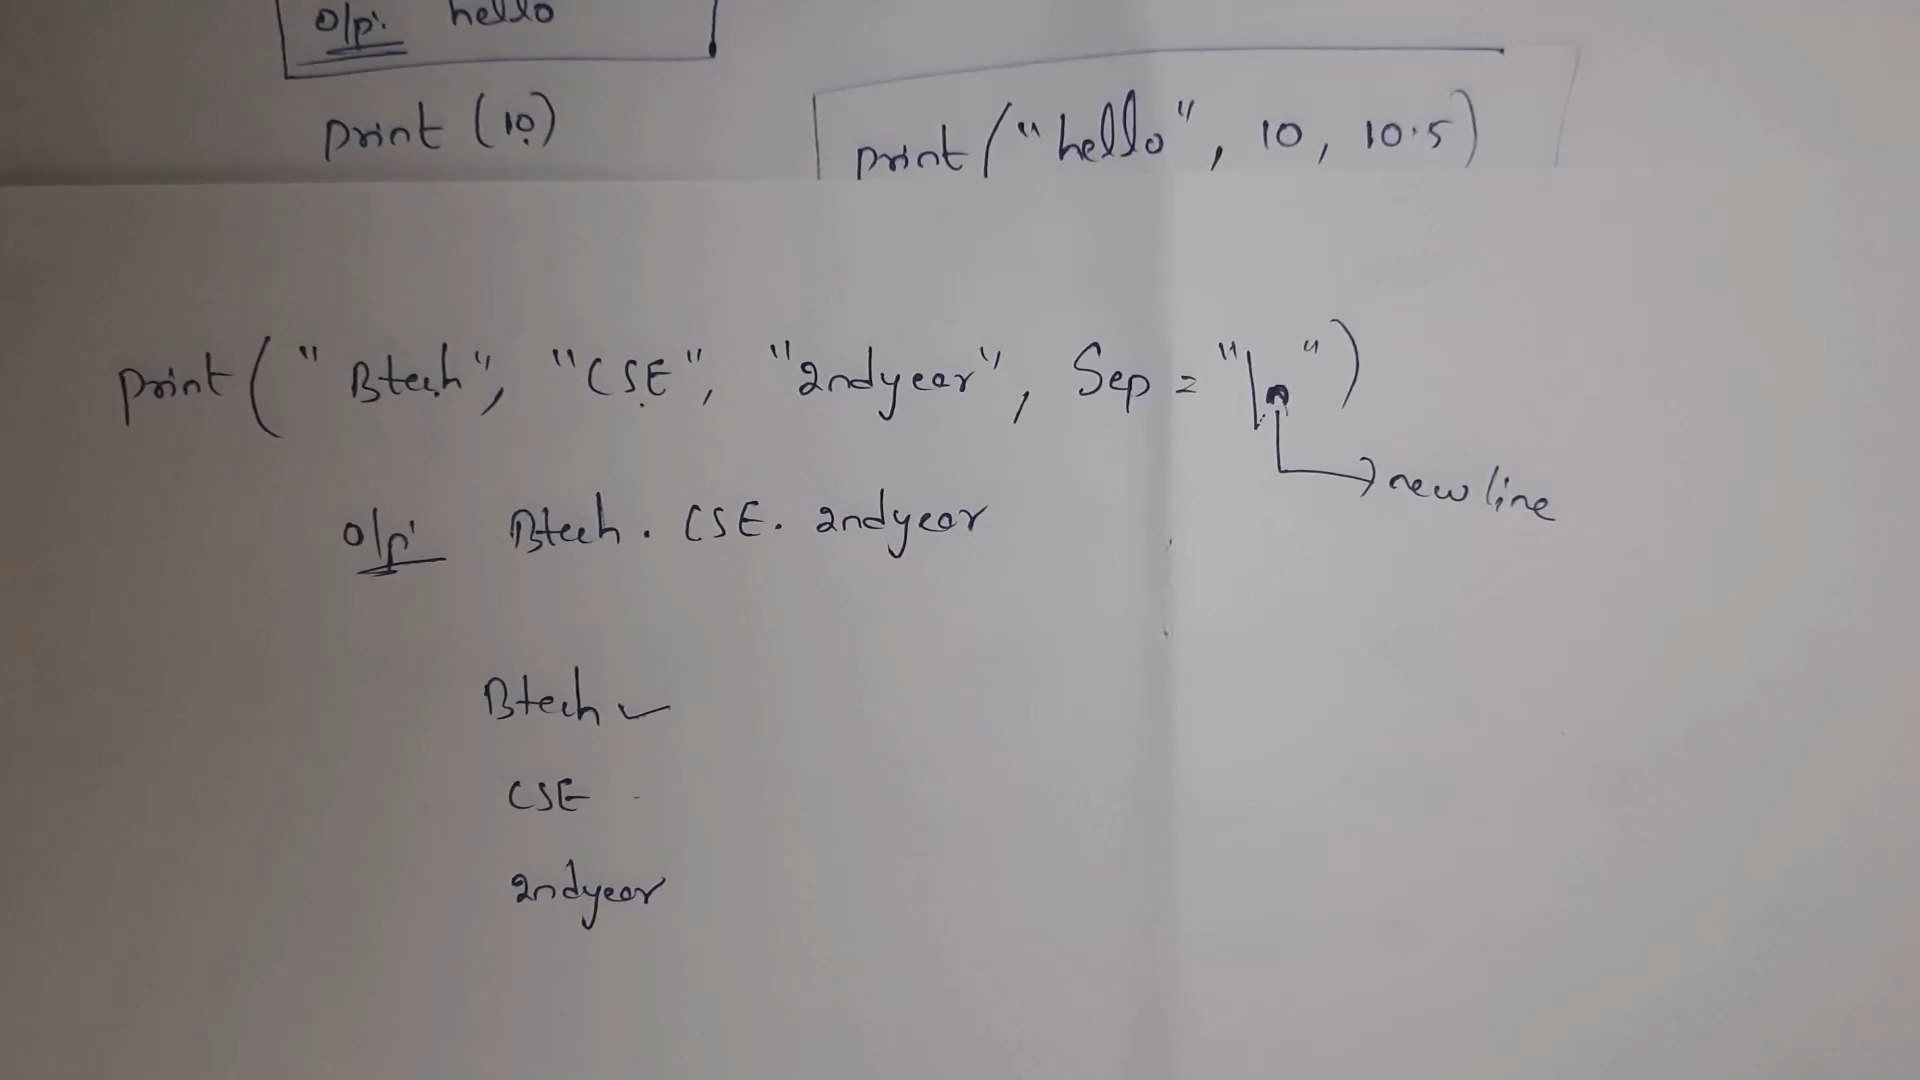 O/p: hello
print (10)
print ("hello", 10, 10.5)
print ("Btech", "CSE", "2ndyear", Sep = "\n")
new line
O/p: Btech . CSE. 2ndyear
Btech
CSE
2ndyear